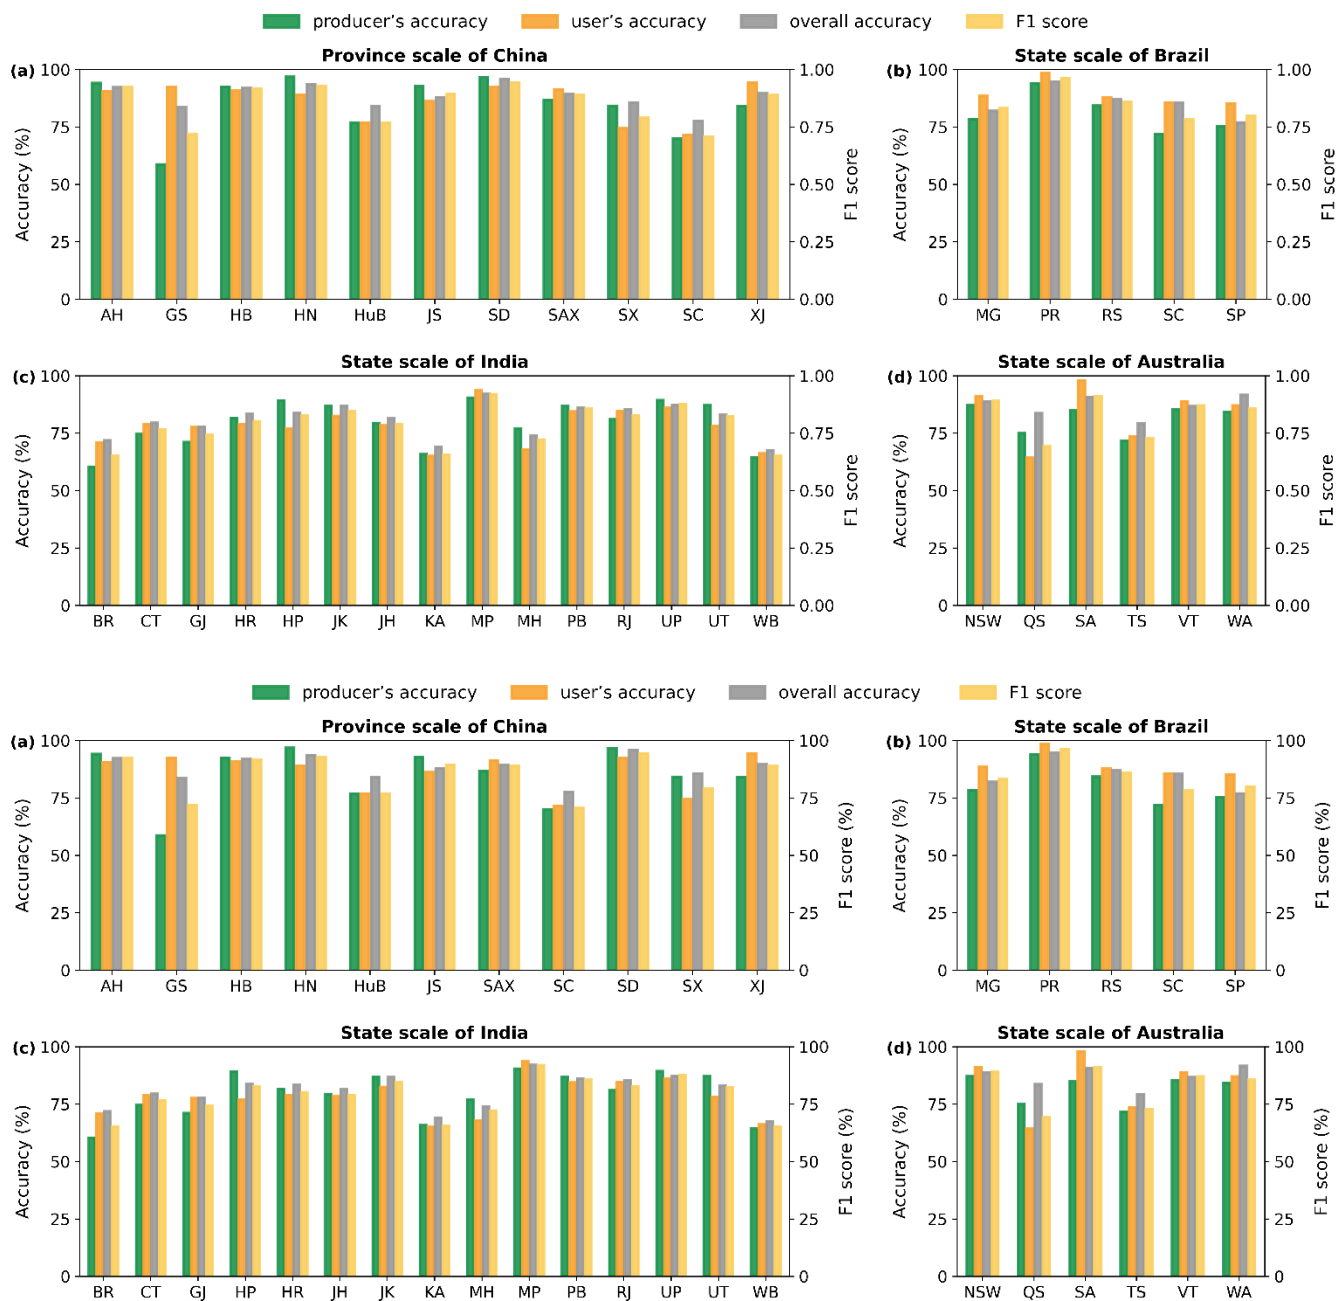 producer's accuracy user's accuracy overall accuracy F1 score
Province scale of China State scale of Brazil
(a) (b)
100 75 50 25 0
Accuracy (%)
1.00 0.75 0.50 0.25 0.00
F1 score
AH GS HB HN HuB JS SD SAX SX SC XJ
100 75 50 25 0
Accuracy (%)
1.00 0.75 0.50 0.25 0.00
F1 score
MG PR RS SC SP
State scale of India State scale of Australia
(c) (d)
100 75 50 25 0
Accuracy (%)
1.00 0.75 0.50 0.25 0.00
F1 score
BR CT GJ HR HP JK JH KA MP MH PB RJ UP UT WB
100 75 50 25 0
Accuracy (%)
1.00 0.75 0.50 0.25 0.00
F1 score
NSW QS SA TS VT WA
producer's accuracy user's accuracy overall accuracy F1 score
Province scale of China State scale of Brazil
(a) (b)
100 75 50 25 0
Accuracy (%)
100 75 50 25 0
F1 score (%)
AH GS HB HN HuB JS SAX SC SD SX XJ
100 75 50 25 0
Accuracy (%)
100 75 50 25 0
F1 score (%)
MG PR RS SC SP
State scale of India State scale of Australia
(c) (d)
100 75 50 25 0
Accuracy (%)
100 75 50 25 0
F1 score (%)
BR CT GJ HP HR JH JK KA MH MP PB RJ UP UT WB
100 75 50 25 0
Accuracy (%)
100 75 50 25 0
F1 score (%)
NSW QS SA TS VT WA